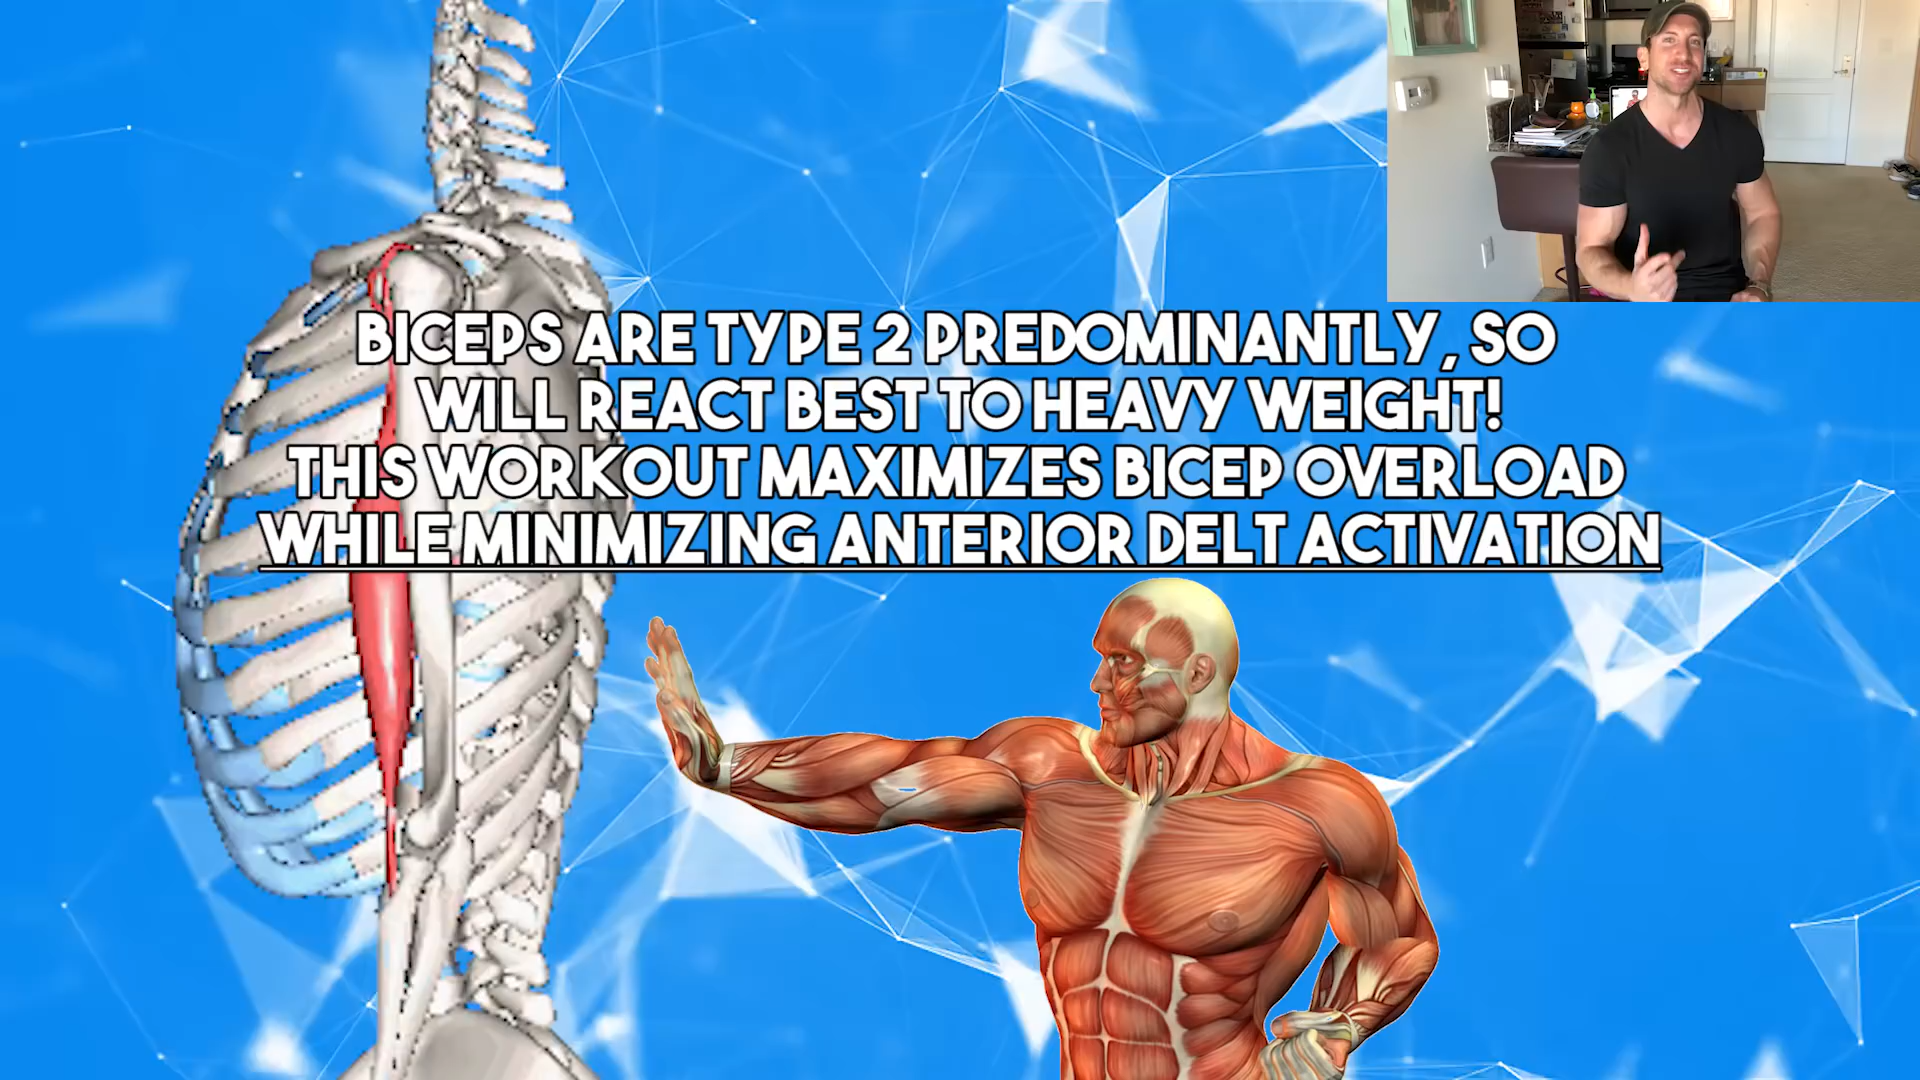 BICEPS ARE TYPE 2 PREDOMINANTLY, SO
WILL REACT BEST TO HEAVY WEIGHT!
THIS WORKOUT MAXIMIZES BICEP OVERLOAD
WHILE MINIMIZING ANTERIOR DELT ACTIVATION